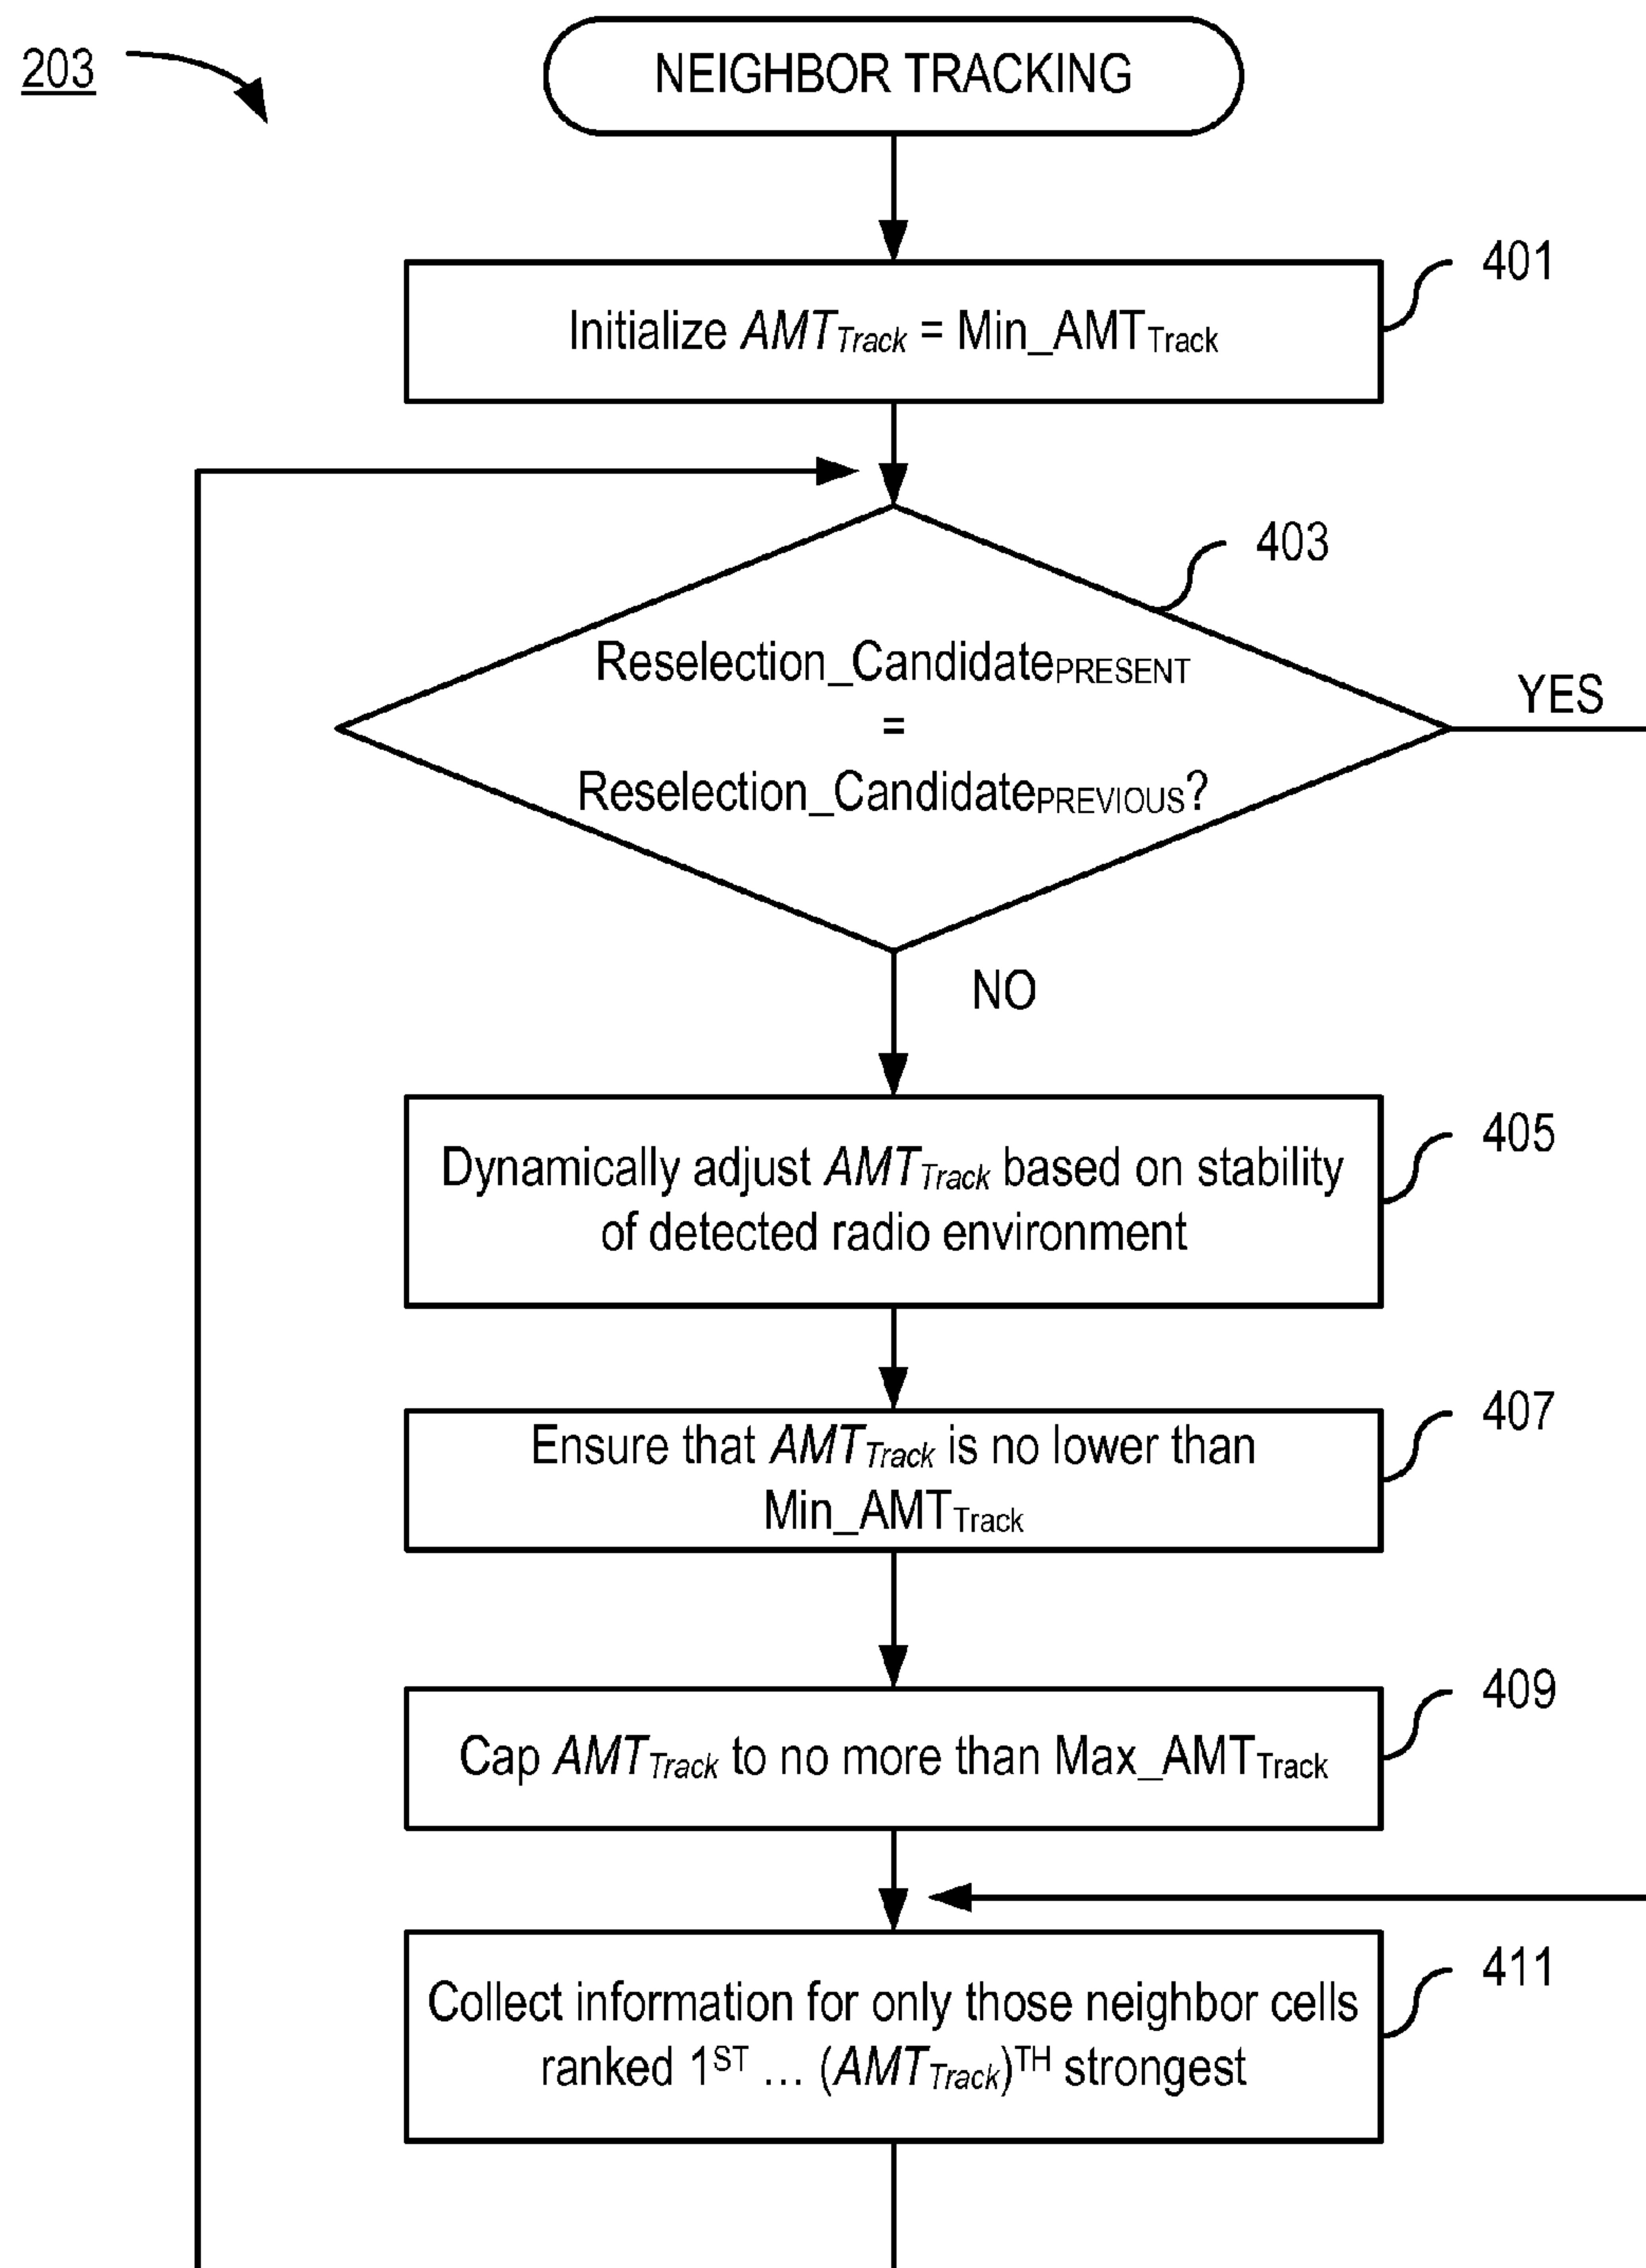 203
NEIGHBOR TRACKING
401
Initialize AMTTrack = Min_AMTTrack
403
Reselection_CandidatePRESENT
=
Reselection_CandidatePREVIOUS?
YES
NO
405
Dynamically adjust AMTTrack based on stability
of detected radio environment
407
Ensure that AMTTrack is no lower than
Min_AMTTrack
409
Cap AMTTrack to no more than Max_AMTTrack
411
Collect information for only those neighbor cells
ranked 1ST ... (AMTTrack)TH strongest